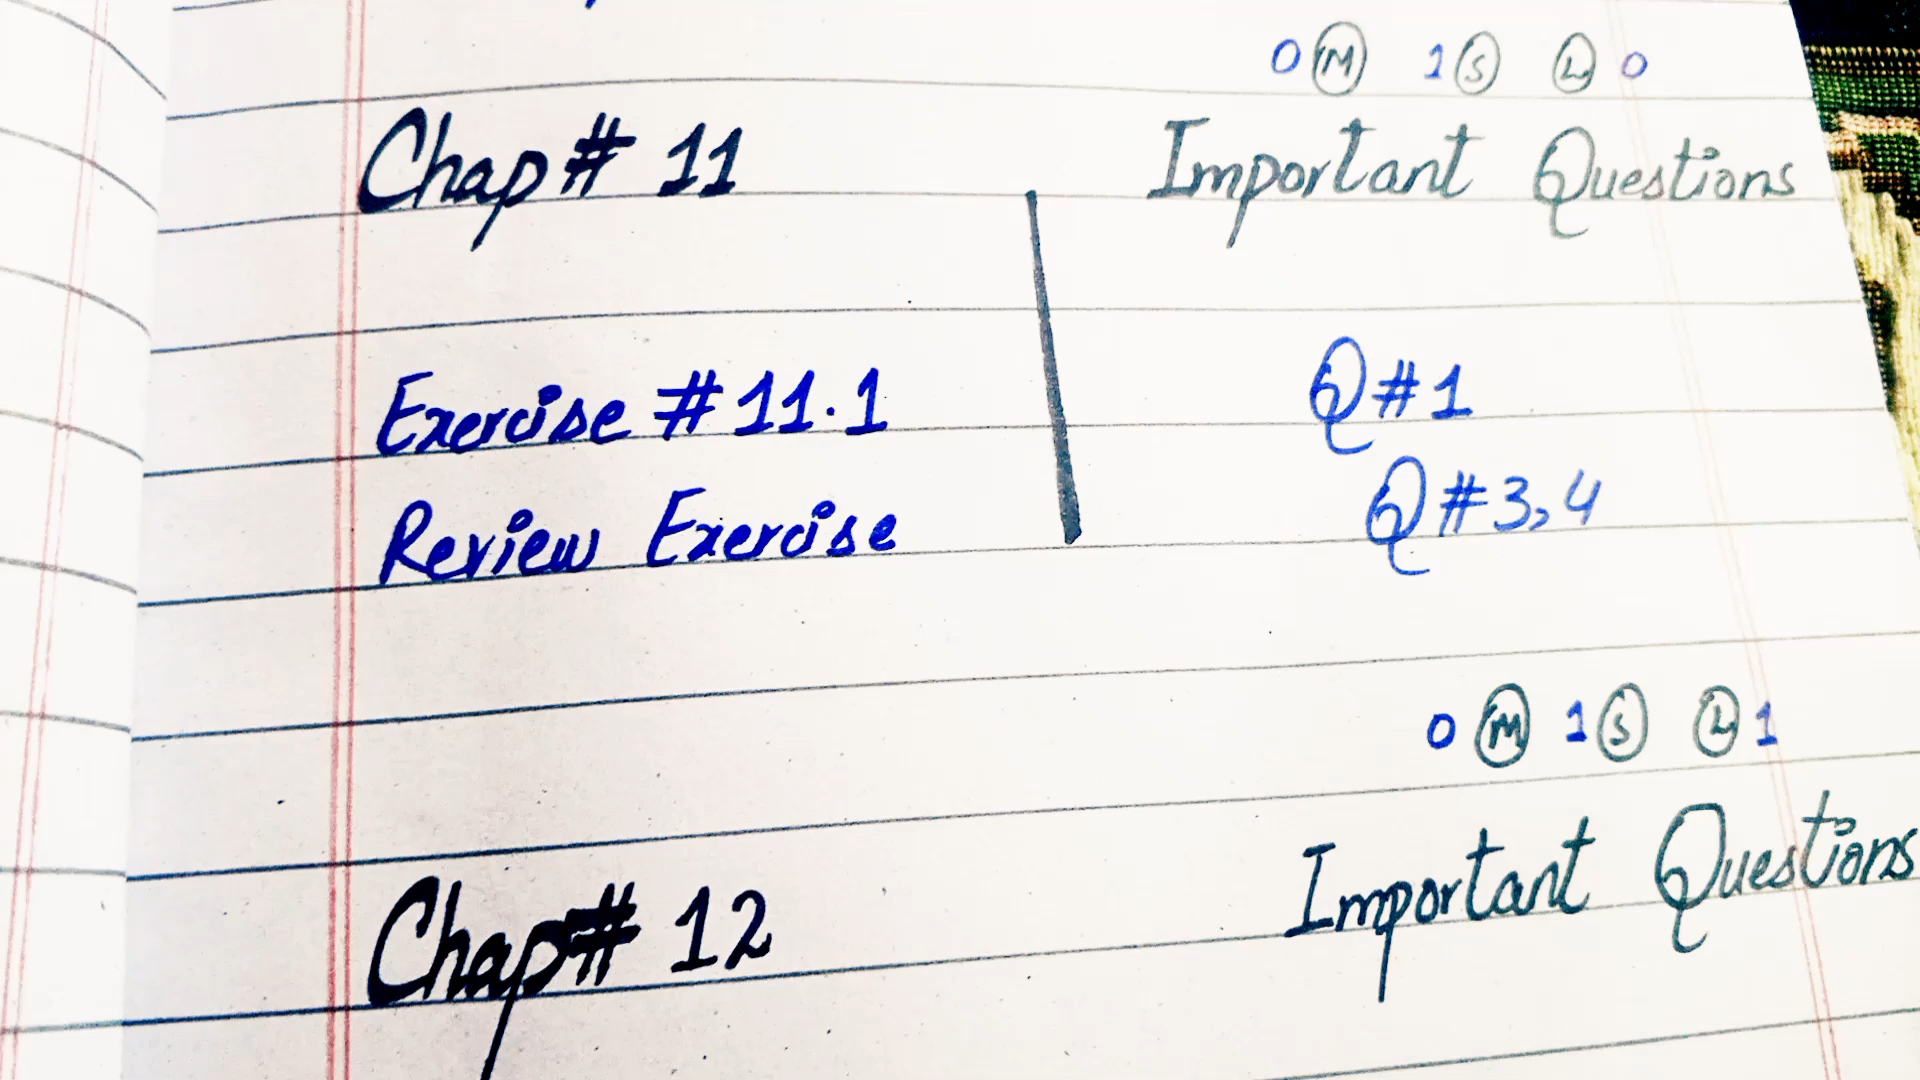 0 M 1 S L 0
Chap # 11 Important Questions
Exercise # 11.1 Q #1
Review Exercise Q #3,4
0 M 1 S L 1
Chap# 12 Important Questions